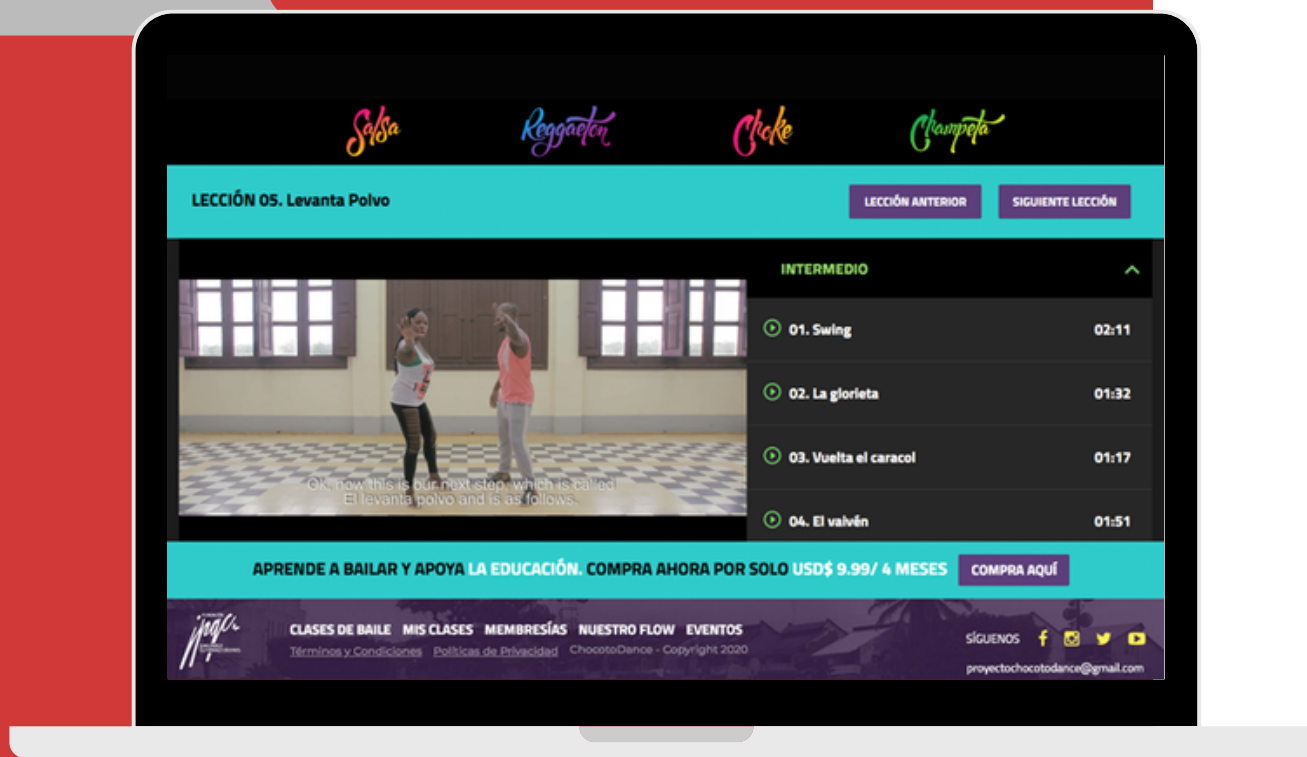 Salsa
Reggaeton
Choke
Champeta
LECCIÓN 05. Levanta Polvo
LECCIÓN ANTERIOR
SIGUIENTE LECCIÓN
INTERMEDIO
01. Swing 02:11
02. La glorieta 01:32
03. Vuelta el caracol 01:17
04. El vaivén 01:51
Ok, now this is our next step, which is called
El levanta polvo and is as follows.
APRENDE A BAILAR Y APOYA LA EDUCACIÓN. COMPRA AHORA POR SOLO USD$ 9.99/ 4 MESES
COMPRA AQUÍ
CLASES DE BAILE MIS CLASES MEMBRESÍAS NUESTRO FLOW EVENTOS
Términos y Condiciones Políticas de Privacidad ChocotoDance - Copyright 2020
SÍGUENOS
proyectochocotodance@gmail.com